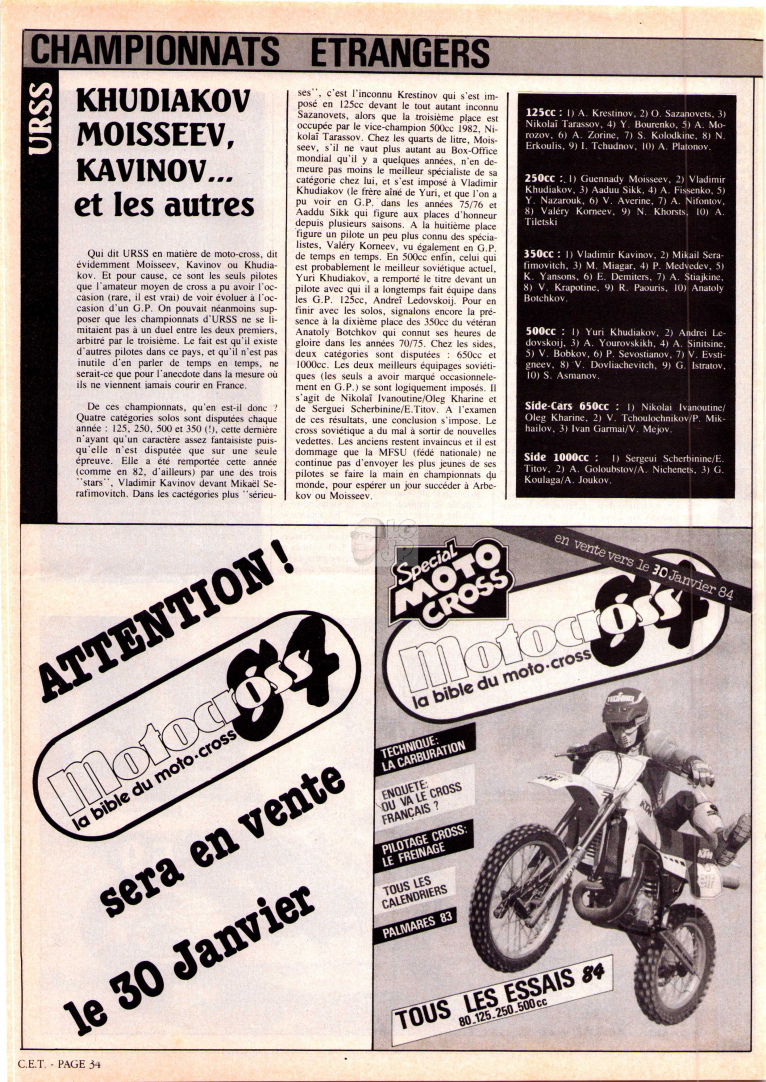 CHAMPIONNATS ETRANGERS
URSS
KHUDIAKOV
MOISSEEV,
KAVINOV...
et les autres
Qui dit URSS en matière de moto-cross, dit
évidemment Moisseev, Kavinov ou Khudia-
kov. Et pour cause, ce sont les seuls pilotes
que l'amateur moyen de cross a pu avoir l'oc-
casion (rare, il est vrai) de voir évoluer à l'oc-
casion d'un G.P. On pouvait néanmoins sup-
poser que les championnats d'URSS ne se li-
mitaient pas à un duel entre les deux premiers,
arbitré par le troisième. Le fait est qu'il existe
d'autres pilotes dans ce pays, et qu'il n'est pas
inutile d'en parler de temps en temps, ne
serait-ce que pour l'anecdote dans la mesure où
ils ne viennent jamais courir en France.
De ces championnats, qu'en est-il donc ?
Quatre catégories solos sont disputées chaque
année : 125, 250, 500 et 350 (!), cette dernière
n'ayant qu'un caractère assez fantaisiste puis-
qu'elle n'est disputée que sur une seule
épreuve. Elle a été remportée cette année
(comme en 82, d'ailleurs) par une des trois
``stars'', Vladimir Kavinov devant Mikaël Se-
rafimovitch. Dans les cactégories plus ``sérieu-
ses'', c'est l'inconnu Krestinov qui s'est im-
posé en 125cc devant le tout autant inconnu
Sazanovets, alors que la troisième place est
occupée par le vice-champion 500cc 1982, Ni-
kolaï Tarassov. Chez les quarts de litre, Mois-
seev, s'il ne vaut plus autant au Box-Office
mondial qu'il y a quelques années, n'en de-
meure pas moins le meilleur spécialiste de sa
catégorie chez lui, et s'est imposé à Vladimir
Khudiakov (le frère aîné de Yuri, et que l'on a
pu voir en G.P. dans les années 75/76 et
Aaddu Sikk qui figure aux places d'honneur
depuis plusieurs saisons. A la huitième place
figure un pilote un peu plus connu des spécia-
listes, Valéry Korneev, vu également en G.P.
de temps en temps. En 500cc enfin, celui qui
est probablement le meilleur soviétique actuel,
Yuri Khudiakov, a remporté le titre devant un
pilote avec qui il a longtemps fait équipe dans
les G.P. 125cc, Andreï Ledovskoij. Pour en
finir avec les solos, signalons encore la pré-
sence à la dixième place des 350cc du vétéran
Anatoly Botchkov qui connut ses heures de
gloire dans les années 70/75. Chez les sides,
deux catégories sont disputées : 650cc et
1000cc. Les deux meilleurs équipages soviéti-
ques (les seuls a avoir marqué occasionnele-
ment en G.P.) se sont logiquement imposés. Il
s'agit de Nikolaï Ivanoutine/Oleg Kharine et
de Serguei Scherbinine/E.Titov. A l'examen
de ces résultats, une conclusion s'impose. Le
cross soviétique a du mal à sortir de nouvelles
vedettes. Les anciens restent invaincus et il est
dommage que la MFSU (fédé nationale) ne
continue pas d'envoyer les plus jeunes de ses
pilotes se faire la main en championnats du
monde, pour espérer un jour succéder à Arbe-
kov ou Moisseev.
125cc : 1) A. Krestinov, 2) O. Sazanovets, 3)
Nikolaï Tarassov, 4) Y. Bourenko, 5) A. Mo-
rozov, 6) A. Zorine, 7) S. Kolodkine, 8) N.
Erkoulis, 9) I. Tchudnov, 10) A. Platonov.
250cc : 1) Guennady Moisseev, 2) Vladimir
Khudiakov, 3) Aaduu Sikk, 4) A. Fissenko, 5)
Y. Nazarouk, 6) V. Averine, 7) A. Nifontov,
8) Valéry Korneev, 9) N. Khorsts, 10) A.
Tiletski
350cc : 1) Vladimir Kavinov, 2) Mikail Sera-
fimovitch, 3) M. Miagar, 4) P. Medvedev, 5)
K. Yansons, 6) E. Demiters, 7) A. Stiajkine,
8) V. Krapotine, 9) R. Paouris, 10) Anatoly
Botchkov.
500cc : 1) Yuri Khudiakov, 2) Andrei Le-
dovskoij, 3) A. Yourovskikh, 4) A. Sinitsine,
5) V. Bobkov, 6) P. Sevostianov, 7) V. Evsti-
gneev, 8) V. Dovliachevitch, 9) G. Istratov,
10) S. Asmanov.
Side-Cars 650cc : 1) Nikolai Ivanoutine/
Oleg Kharine, 2) V. Tchoulochnikov/P. Mik-
hailov, 3) Ivan Garmai/V. Mejov.
Side 1000cc : 1) Sergeui Scherbinine/E.
Titov, 2) A. Goloubstov/A. Nichenets, 3) G.
Koulaga/A. Joukov.
ATTENTION !
Motocross 84
la bible du moto-cross
sera en vente
le 30 Janvier
en vente vers le 30 Janvier 84
Special
MOTO
CROSS
Motocross 84
la bible du moto-cross
TECHNIQUE:
LA CARBURATION
ENQUETE:
OU VA LE CROSS
FRANÇAIS ?
PILOTAGE CROSS:
LE FREINAGE
TOUS LES
CALENDRIERS
PALMARES 83
KTM
elf
TOUS LES ESSAIS 84
80_125_250_500cc
C.E.T. - PAGE 34